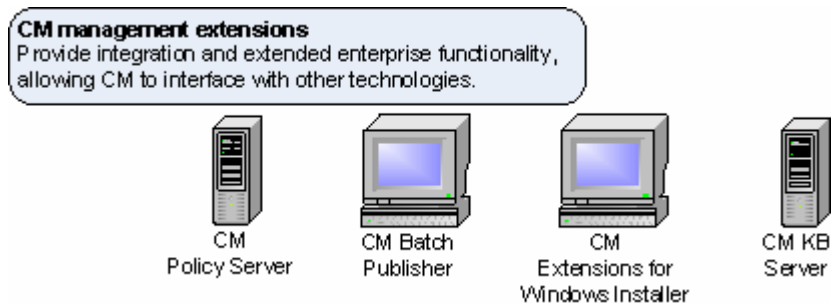 CM management extensions
Provide integration and extended enterprise functionality,
allowing CM to interface with other technologies.
CM
Policy Server
CM Batch
Publisher
CM
Extensions for
Windows Installer
CM KB
Server